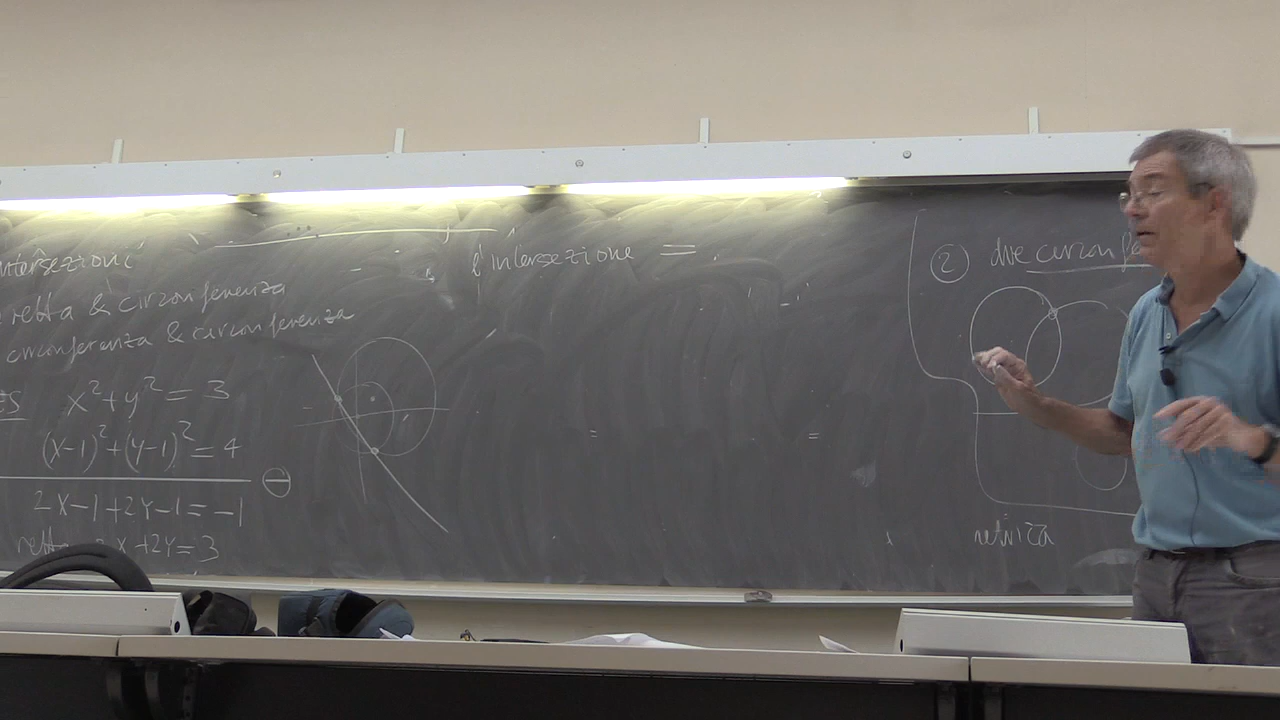 intersezioni
retta & circonferenza
circonferenza & circonferenza
ES x²+y² = 3
(x-1)²+(y-1)² = 4
2x-1+2y-1=-1
retta 2x+2y=3
l'intersezione =
② due circonfe